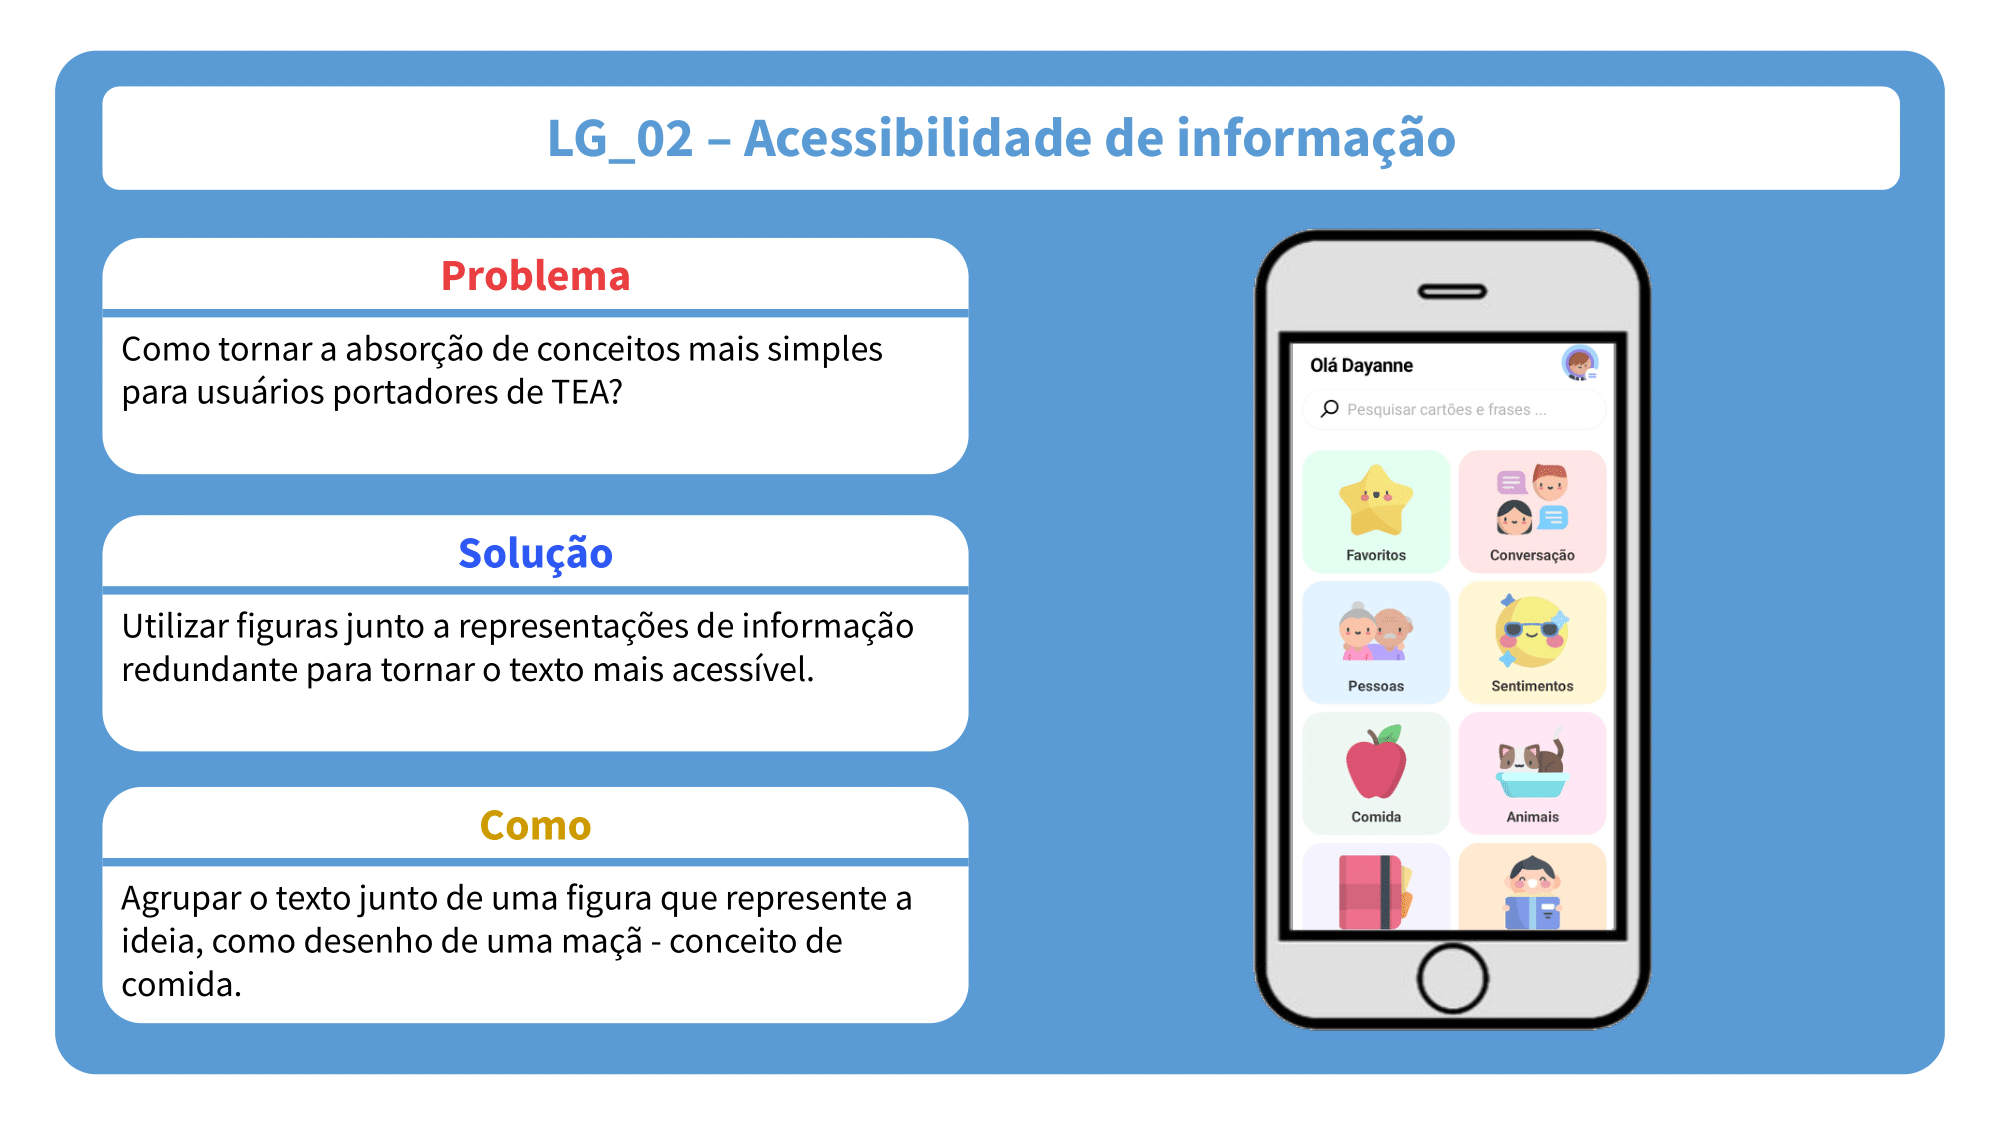 LG_02 – Acessibilidade de informação
Problema
Como tornar a absorção de conceitos mais simples
para usuários portadores de TEA?
Solução
Utilizar figuras junto a representações de informação
redundante para tornar o texto mais acessível.
Como
Agrupar o texto junto de uma figura que represente a
ideia, como desenho de uma maçã - conceito de
comida.
Olá Dayanne
Pesquisar cartões e frases ...
Favoritos
Conversação
Pessoas
Sentimentos
Comida
Animais